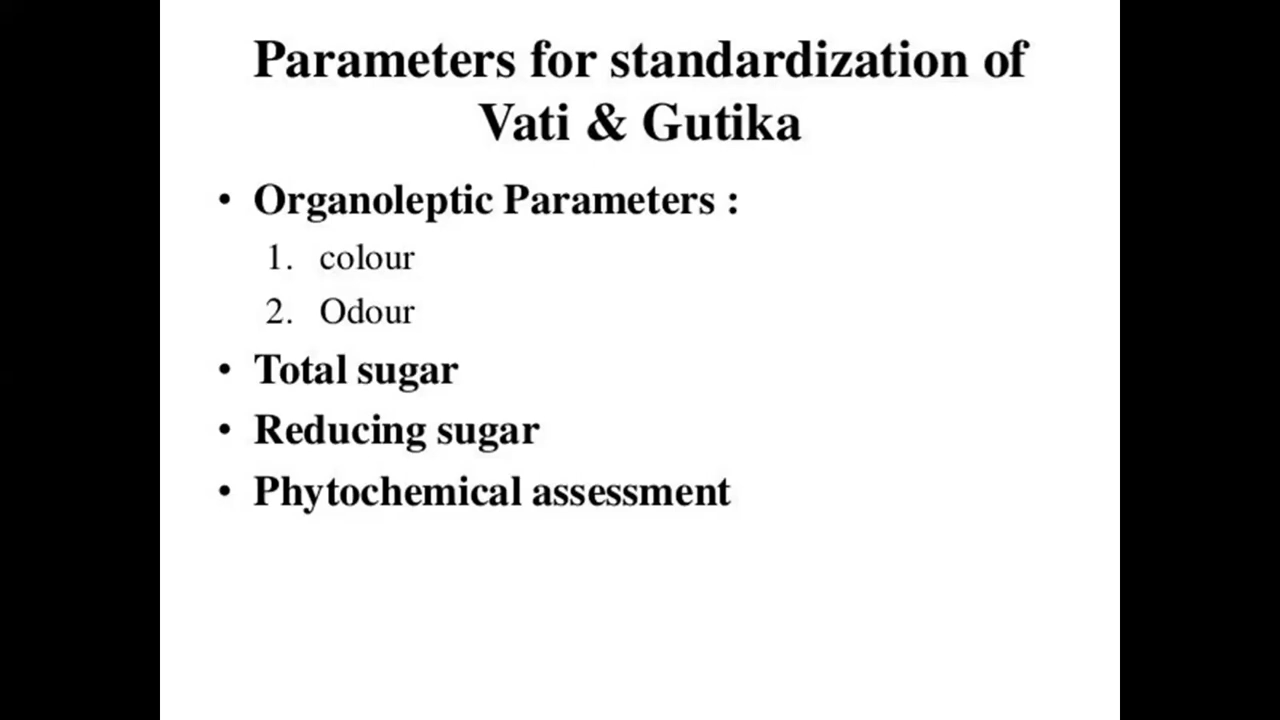 Parameters for standardization of
Vati & Gutika
• Organoleptic Parameters :
1. colour
2. Odour
• Total sugar
• Reducing sugar
• Phytochemical assessment